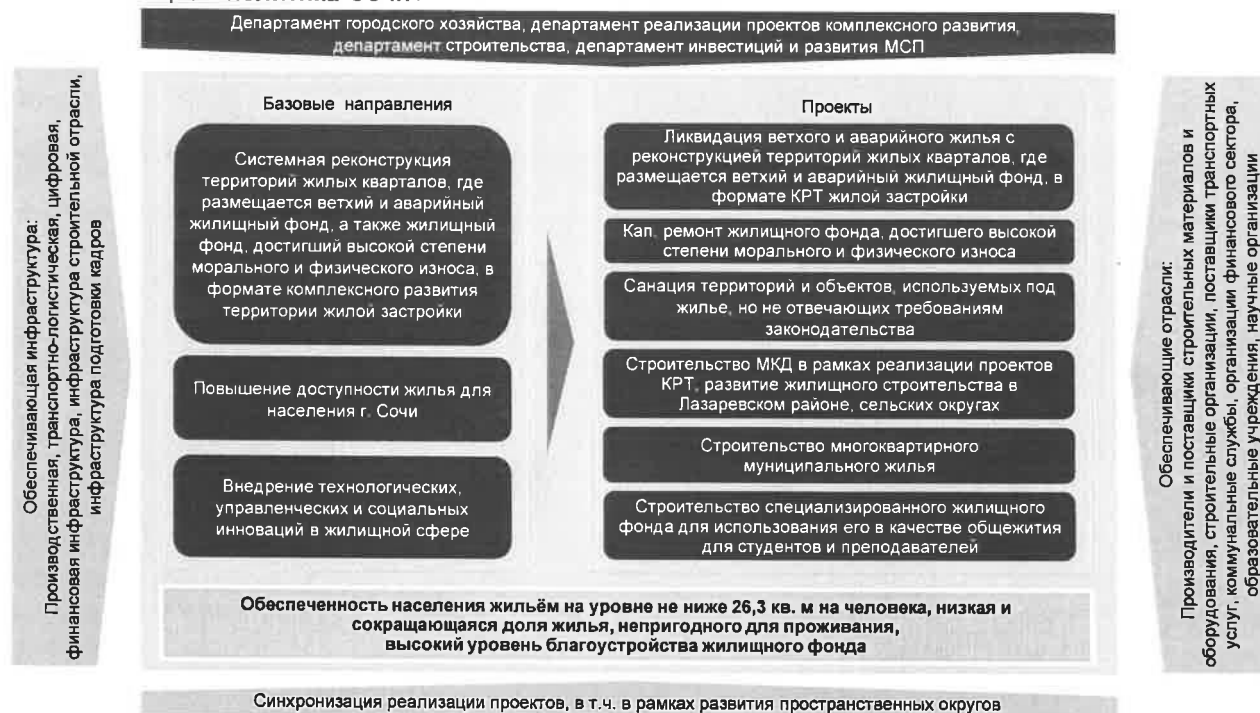 Департамент городского хозяйства, департамент реализации проектов комплексного развития,
департамент строительства, департамент инвестиций и развития МСП
Обеспечивающая инфраструктура:
Производственная, транспортно-логистическая, цифровая,
финансовая инфраструктура, инфраструктура строительной отрасли,
инфраструктура подготовки кадров
Базовые направления
Системная реконструкция
территорий жилых кварталов, где
размещается ветхий и аварийный
жилищный фонд, а также жилищный
фонд, достигший высокой степени
морального и физического износа, в
формате комплексного развития
территории жилой застройки
Повышение доступности жилья для
населения г. Сочи
Внедрение технологических,
управленческих и социальных
инноваций в жилищной сфере
Проекты
Ликвидация ветхого и аварийного жилья с
реконструкцией территорий жилых кварталов, где
размещается ветхий и аварийный жилищный фонд, в
формате КРТ жилой застройки
Кап. ремонт жилищного фонда, достигшего высокой
степени морального и физического износа
Санация территорий и объектов, используемых под
жилье, но не отвечающих требованиям
законодательства
Строительство МКД в рамках реализации проектов
КРТ, развитие жилищного строительства в
Лазаревском районе, сельских округах
Строительство многоквартирного
муниципального жилья
Строительство специализированного жилищного
фонда для использования его в качестве общежития
для студентов и преподавателей
Обеспечивающие отрасли:
Производители и поставщики строительных материалов и
оборудования, строительные организации, поставщики транспортных
услуг, коммунальные службы, организации финансового сектора,
образовательные учреждения, научные организации
Обеспеченность населения жильём на уровне не ниже 26,3 кв. м на человека, низкая и
сокращающаяся доля жилья, непригодного для проживания,
высокий уровень благоустройства жилищного фонда
Синхронизация реализации проектов, в т.ч. в рамках развития пространственных округов